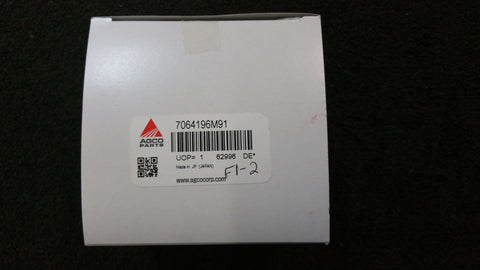 7064196M91
AGCO
PARTS
UOP= 1 62996 DE*
Made in JP (JAPAN)
www.agcocorp.com
F1-2